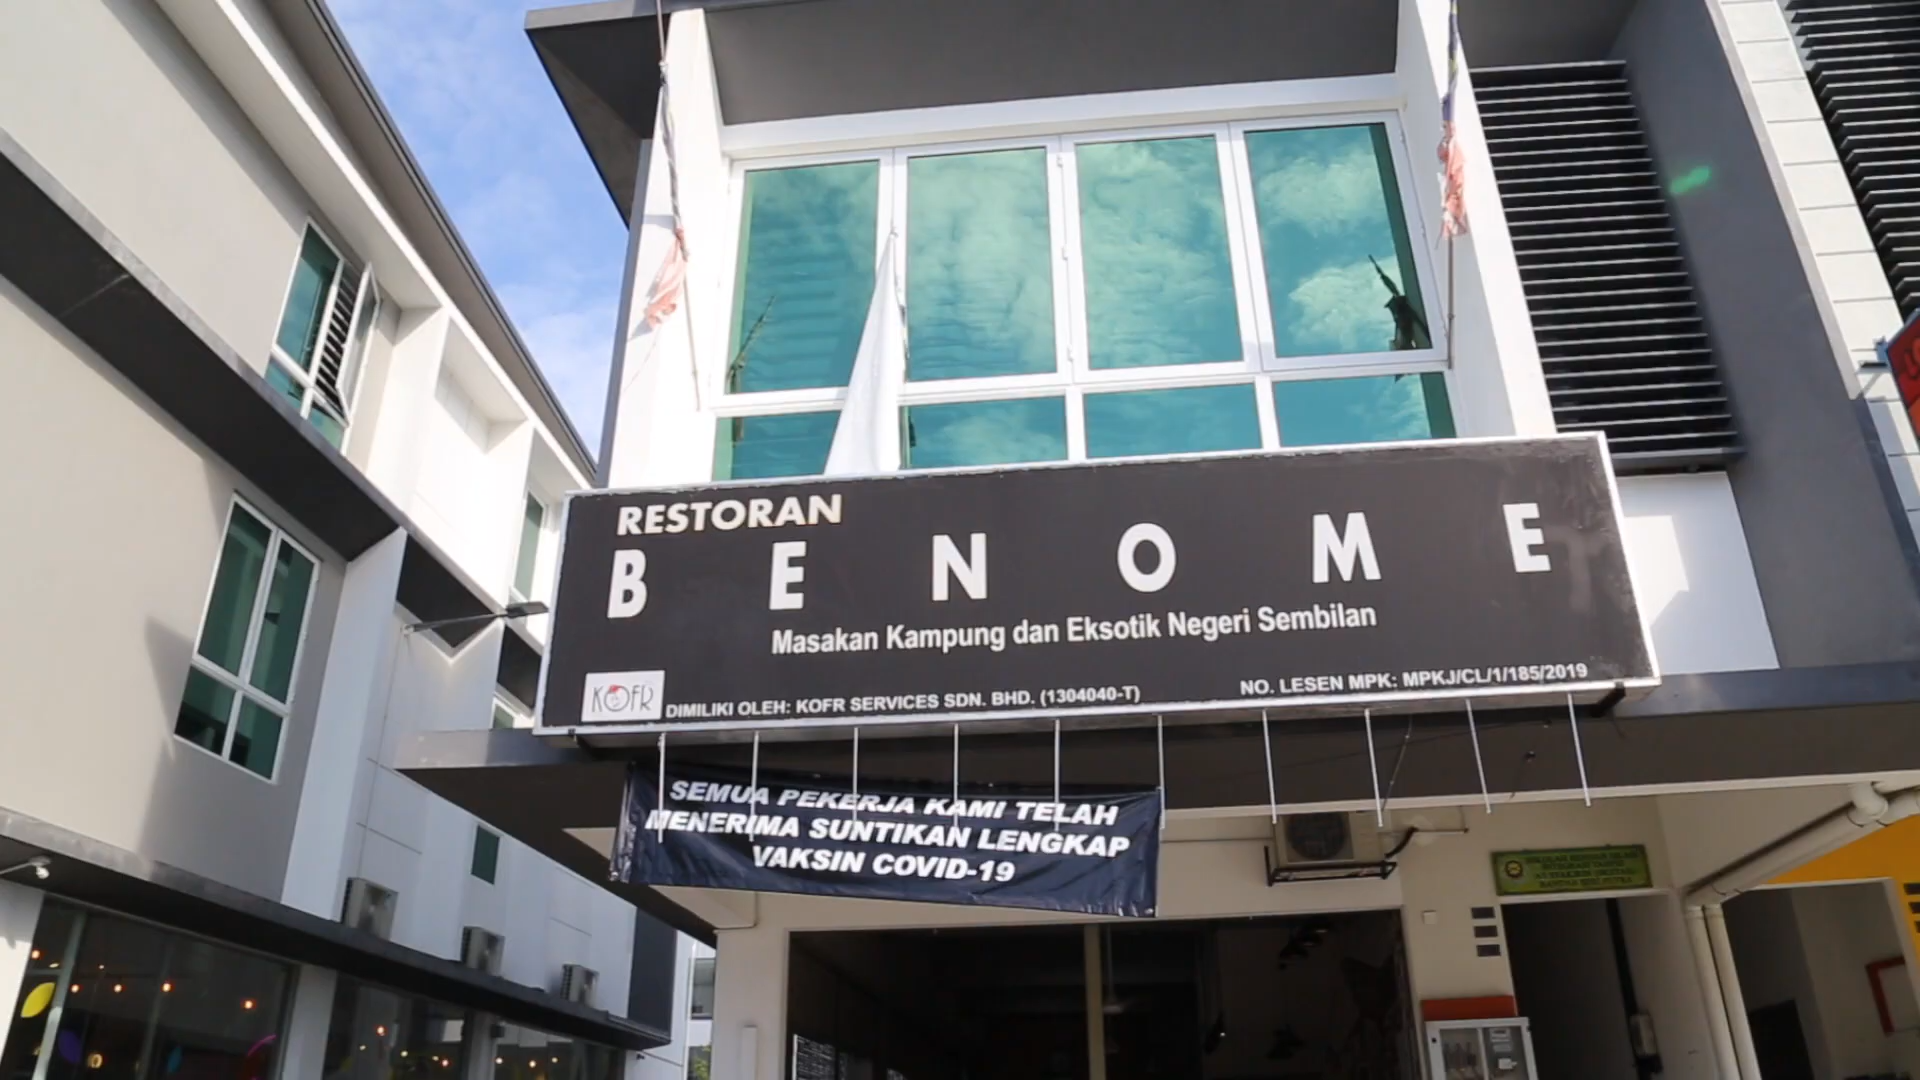 RESTORAN
BENOME
Masakan Kampung dan Eksotik Negeri Sembilan
KOFR
DIMILIKI OLEH: KOFR SERVICES SDN. BHD. (1304040-T)
NO. LESEN MPK: MPKJ/CL/1/185/2019
SEMUA PEKERJA KAMI TELAH
MENERIMA SUNTIKAN LENGKAP
VAKSIN COVID-19